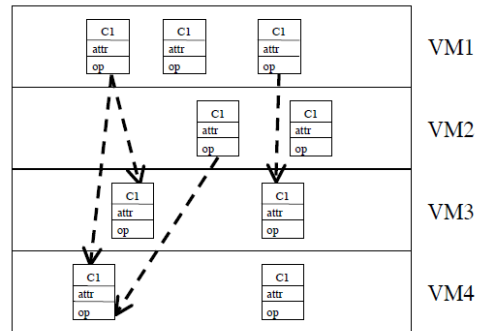 C1 C1 C1
attr attr attr
op op op
VM1
C1 C1
attr attr
op op
VM2
C1 C1
attr attr
op op
VM3
C1 C1
attr attr
op op
VM4